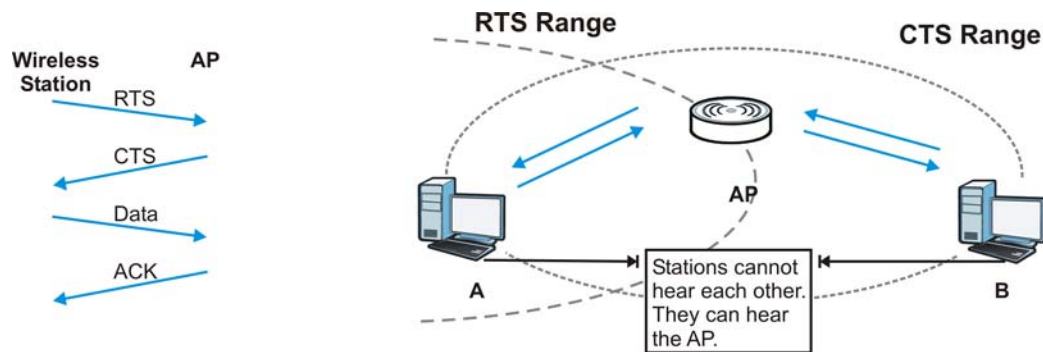 Wireless
Station
AP
RTS
CTS
Data
ACK
RTS Range
CTS Range
AP
A
B
Stations cannot
hear each other.
They can hear
the AP.